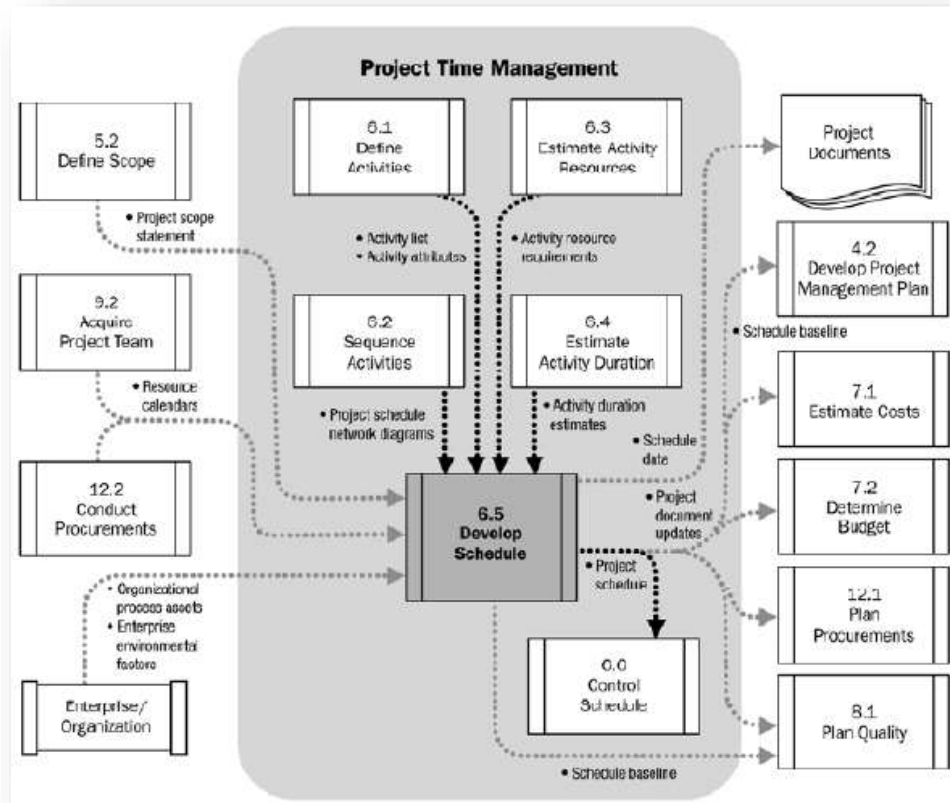 Project Time Management
5.2
Define Scope
• Project scope
statement
9.2
Acquire
Project Team
• Resource
calendars
12.2
Conduct
Procurements
• Organizational
process assets
• Enterprise
environmental
factors
Enterprise/
Organization
6.1
Define
Activities
6.3
Estimate Activity
Resources
• Activity list
• Activity attributes
• Activity resource
requirements
6.2
Sequence
Activities
6.4
Estimate
Activity Duration
• Project schedule
network diagrams
• Activity duration
estimates
6.5
Develop
Schedule
• Schedule
data
• Project
document
updates
• Project
schedule
6.6
Control
Schedule
• Schedule baseline
Project
Documents
4.2
Develop Project
Management Plan
• Schedule baseline
7.1
Estimate Costs
7.2
Determine
Budget
12.1
Plan
Procurements
8.1
Plan Quality